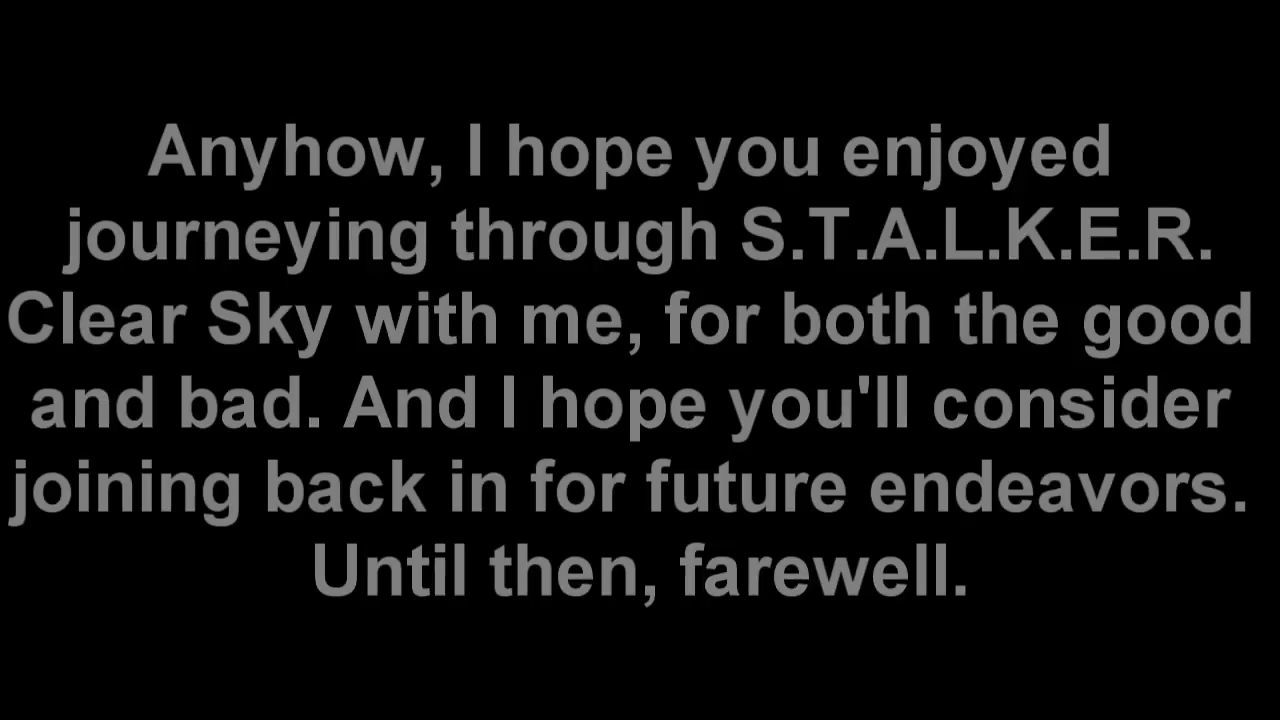 Anyhow, I hope you enjoyed
journeying through S.T.A.L.K.E.R.
Clear Sky with me, for both the good
and bad. And I hope you'll consider
joining back in for future endeavors.
Until then, farewell.